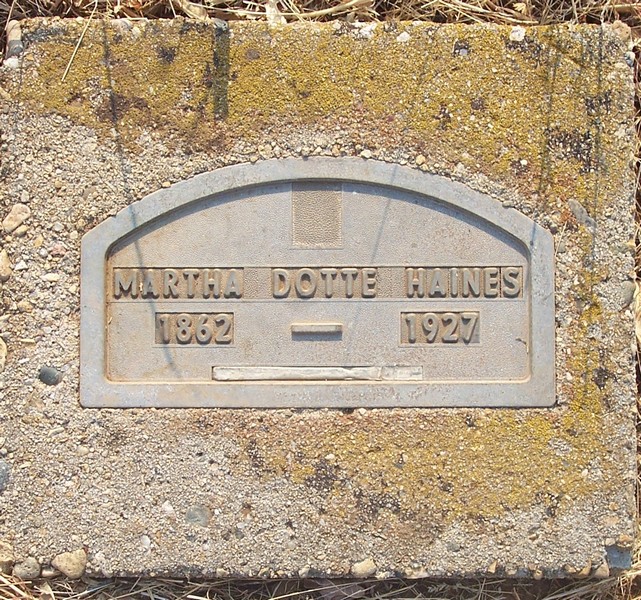 MARTHA DOTTE HAINES
1862 — 1927